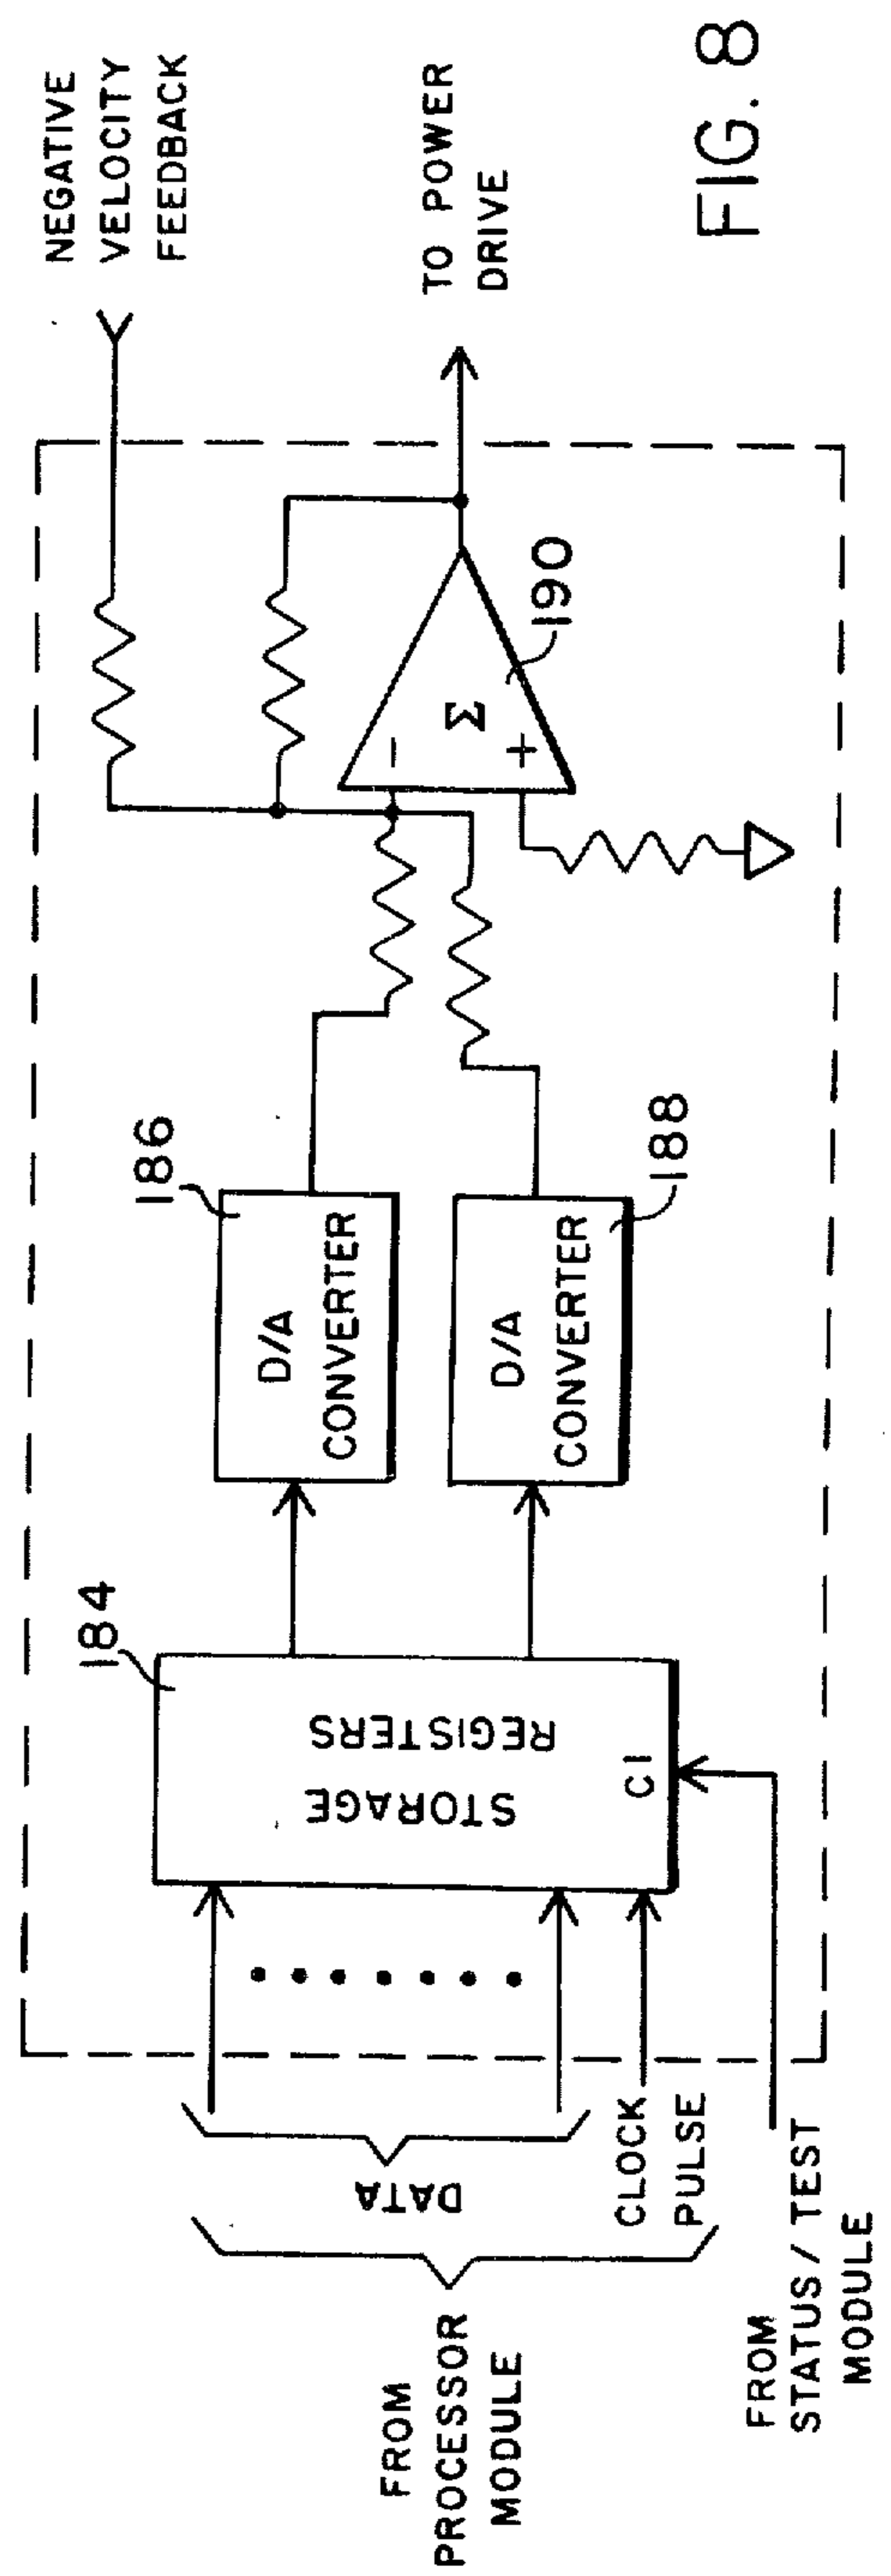 NEGATIVE
VELOCITY
FEEDBACK
TO POWER
DRIVE
FIG. 8
190
Σ
−
+
186
D/A
CONVERTER
188
D/A
CONVERTER
184
STORAGE
REGISTERS
C1
DATA
CLOCK
PULSE
FROM
PROCESSOR
MODULE
FROM
STATUS/TEST
MODULE